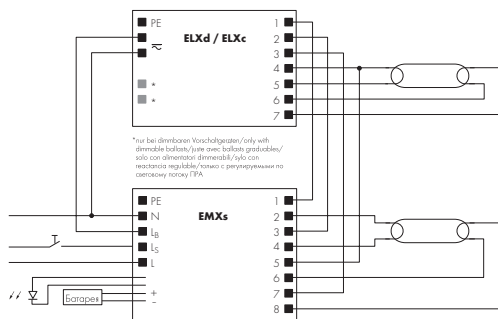 PE
ELXd / ELXc
1
2
3
4
5
6
7
*
*
*nur bei dimmbaren Vorschaltgeräten/only with
dimmable ballasts/juste avec ballasts graduables/
solo con alimentatori dimmerabili/sylo con
reactancia regulable/только с регулируемыми по
световому потоку ПРА
PE
N
LB
LS
L
+
-
EMXs
1
2
3
4
5
6
7
8
Батарея